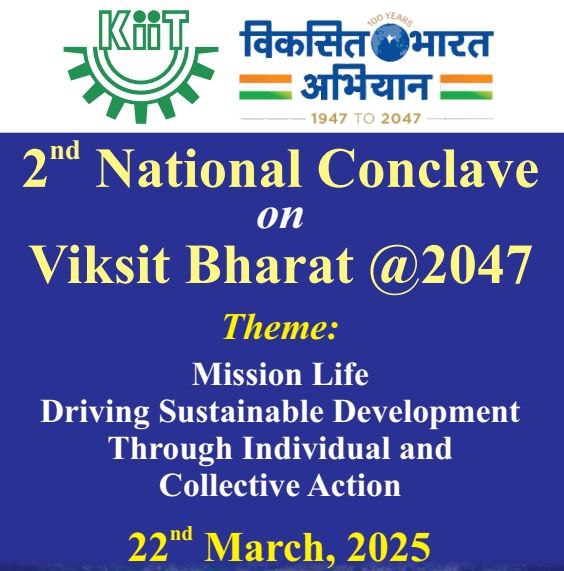 KiiT
100 YEARS
विकसित भारत
अभियान
1947 TO 2047
2nd National Conclave
on
Viksit Bharat @2047
Theme:
Mission Life
Driving Sustainable Development
Through Individual and
Collective Action
22nd March, 2025